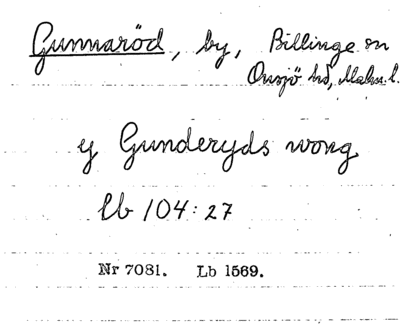 Gunnaröd, by, Billinge sn
Onsjö hd, Malm. l.
y Gunderyds wong
Lb 104:27
Nr 7081. Lb 1569.